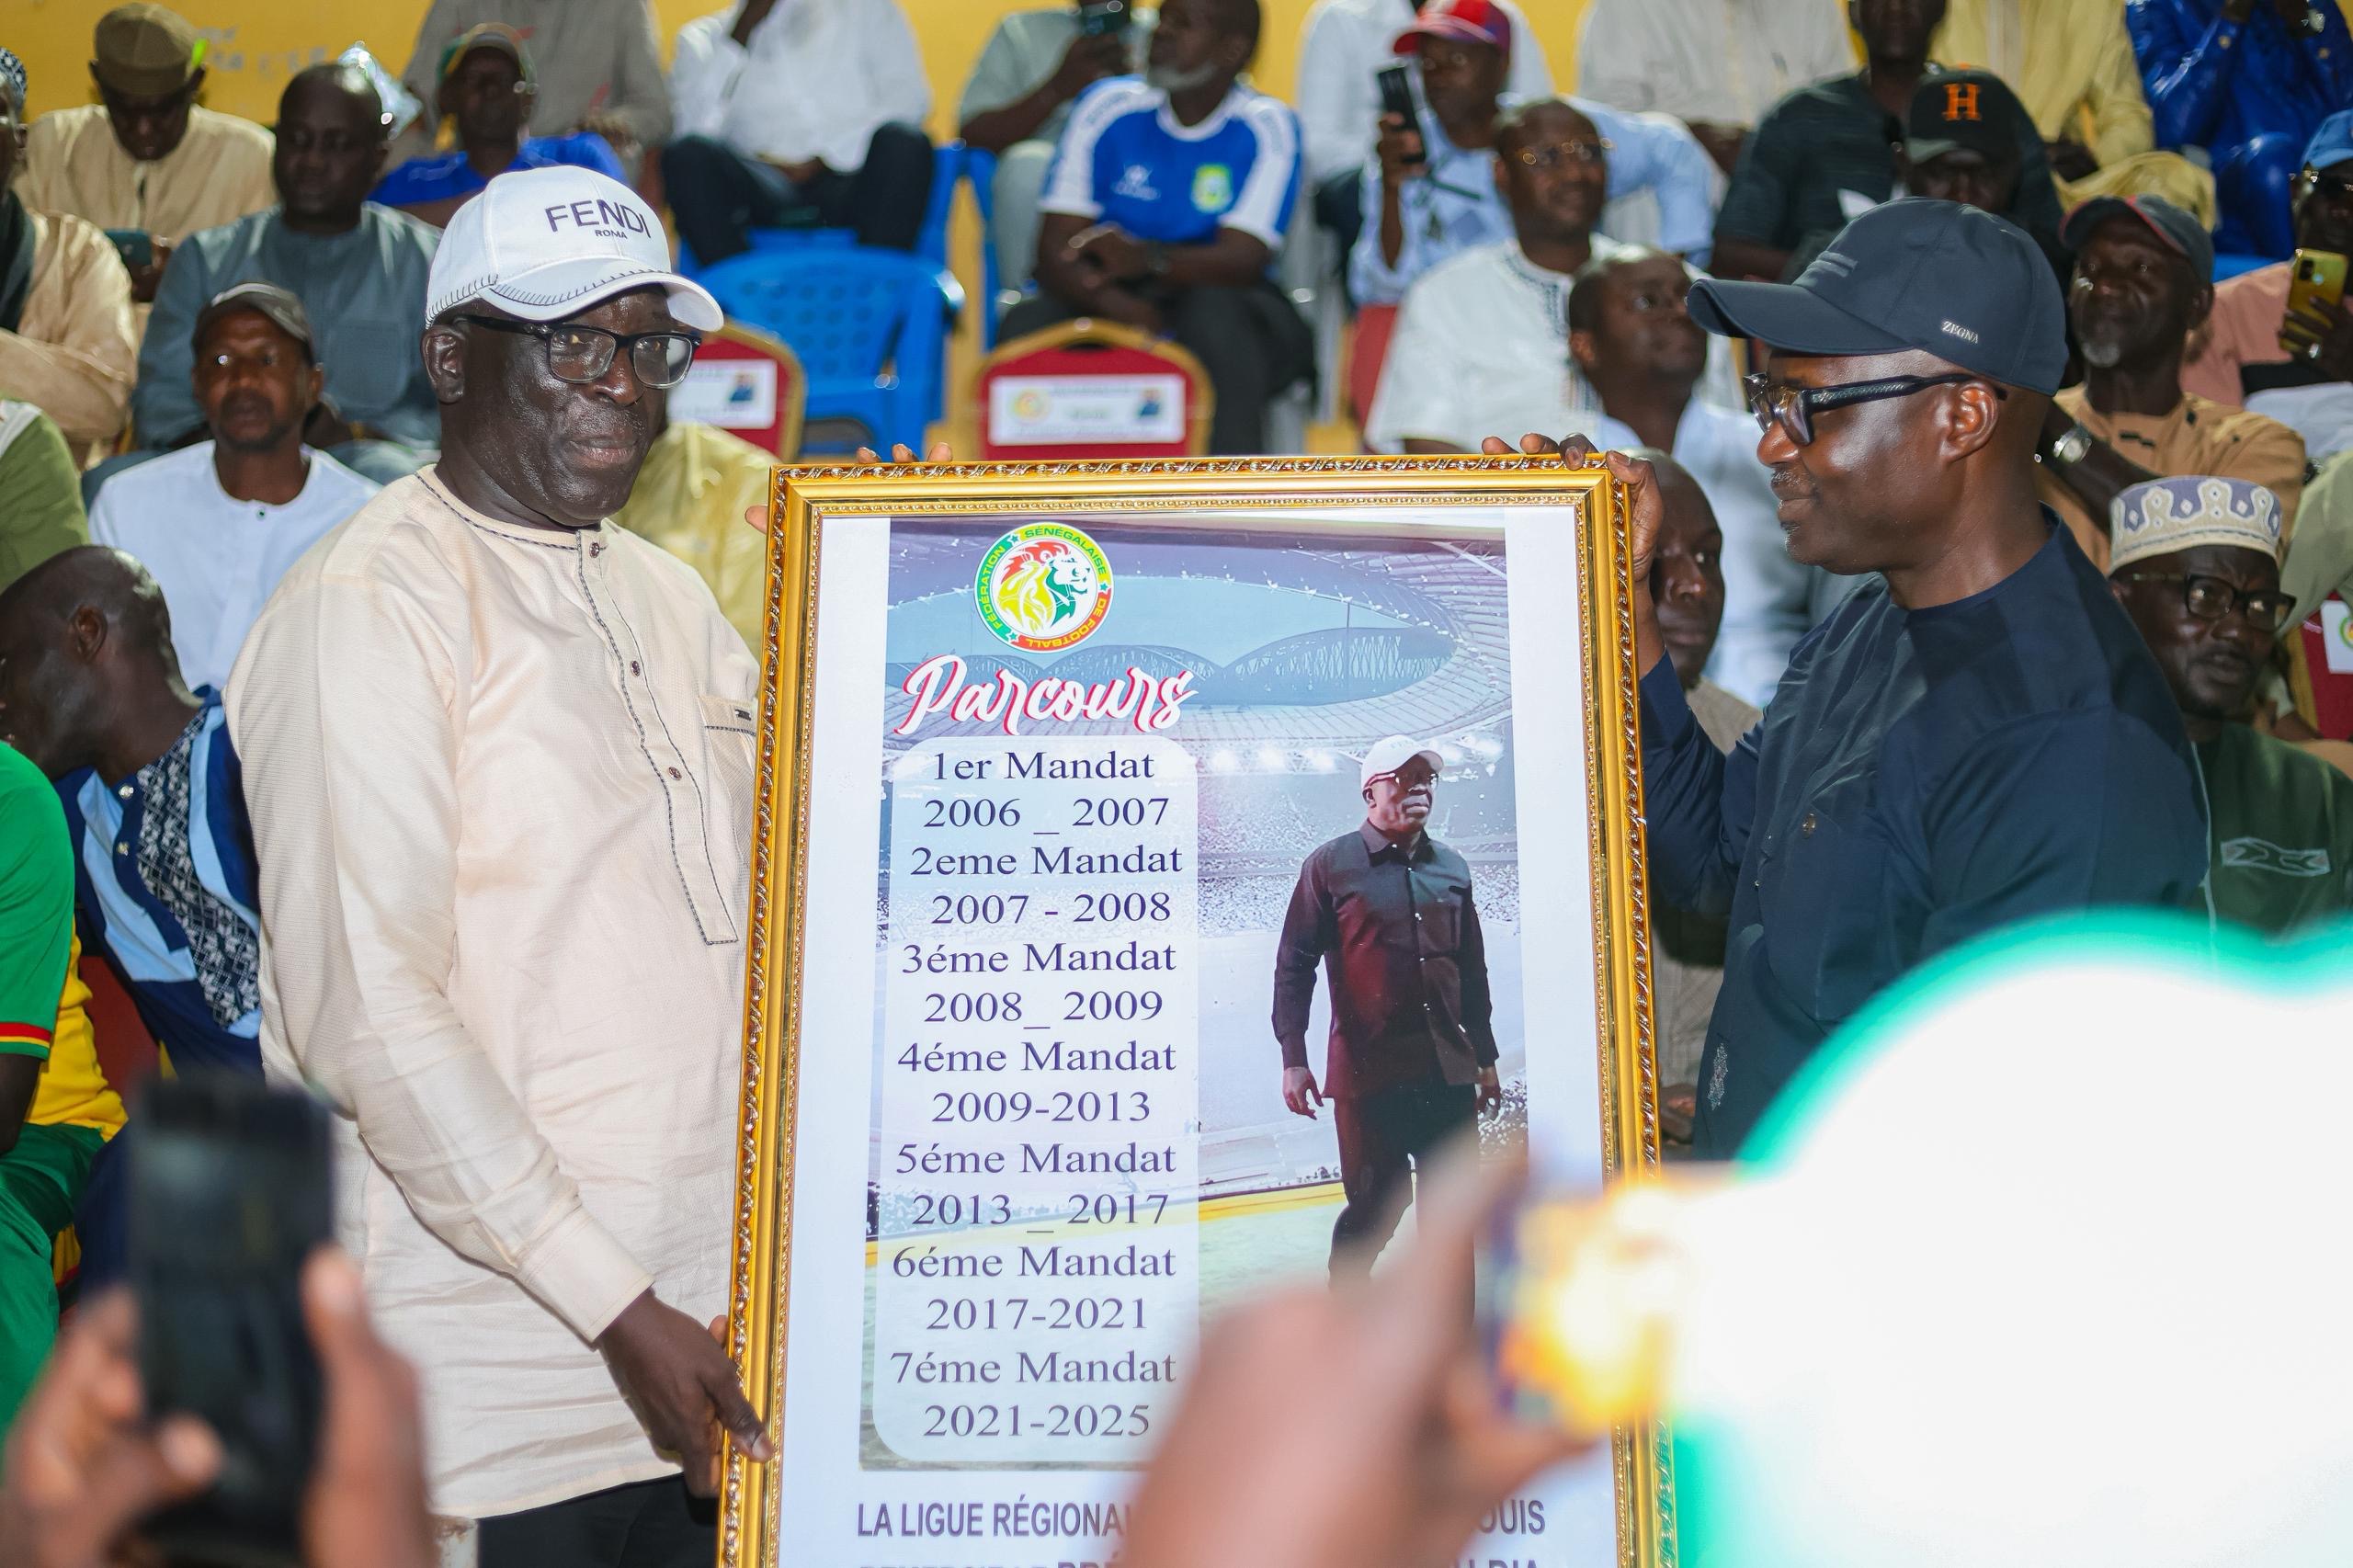 FENDI
ROMA
H
ZEGNA
FÉDÉRATION SÉNÉGALAISE DE FOOTBALL
Parcours
1er Mandat
2006 _ 2007
2eme Mandat
2007 - 2008
3éme Mandat
2008_ 2009
4éme Mandat
2009-2013
5éme Mandat
2013 _ 2017
6éme Mandat
2017-2021
7éme Mandat
2021-2025
LA LIGUE RÉGIONA OUIS